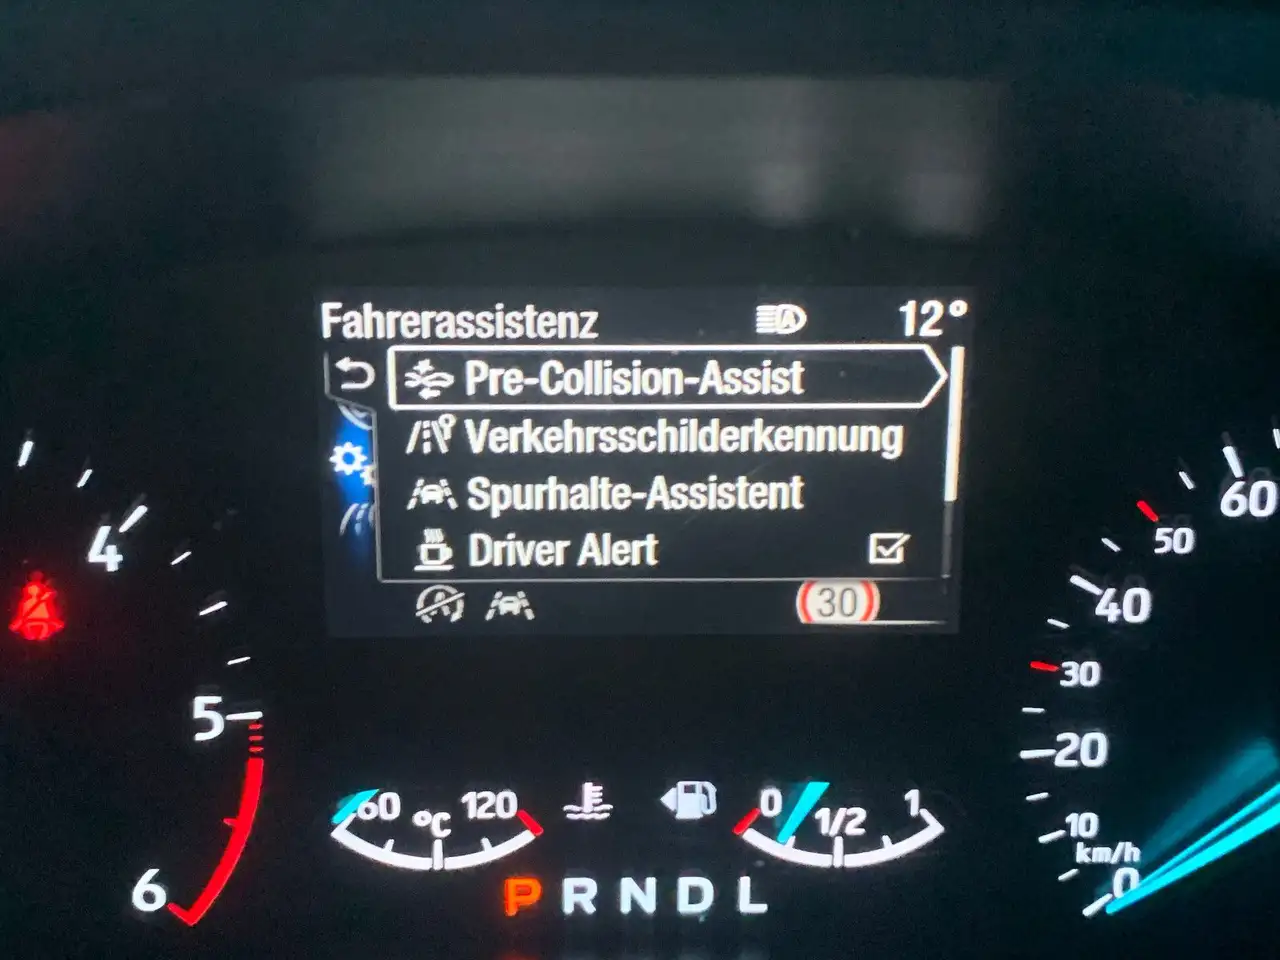 Fahrerassistenz 12°
Pre-Collision-Assist
Verkehrsschilderkennung
Spurhalte-Assistent
Driver Alert
30
4
5
6
60 °C 120
0 1/2 1
P R N D L
60
50
40
30
20
10
km/h
0